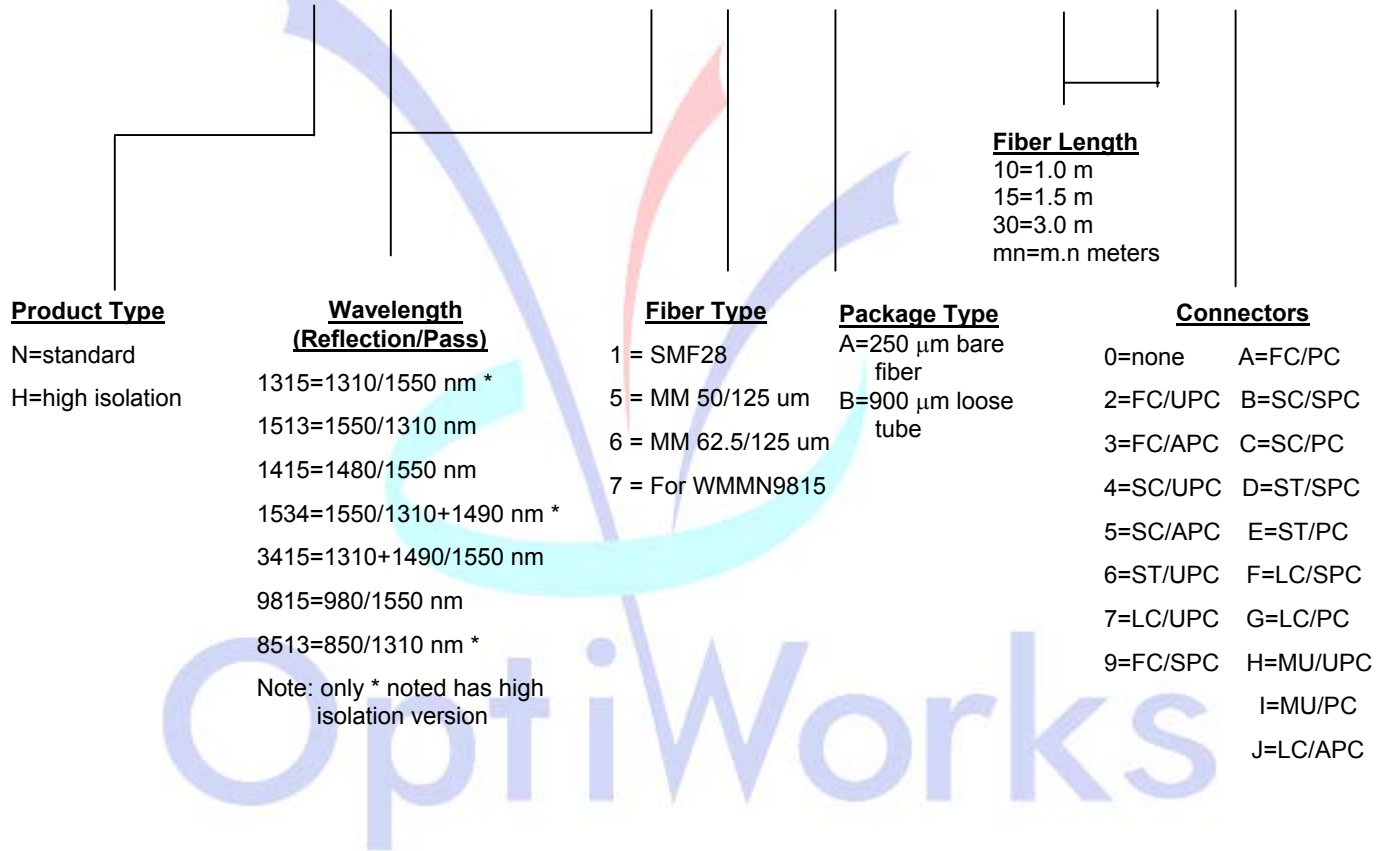 Fiber Length
10=1.0 m
15=1.5 m
30=3.0 m
mn=m.n meters
Product Type
N=standard
H=high isolation
Wavelength
(Reflection/Pass)
1315=1310/1550 nm *
1513=1550/1310 nm
1415=1480/1550 nm
1534=1550/1310+1490 nm *
3415=1310+1490/1550 nm
9815=980/1550 nm
8513=850/1310 nm *
Note: only * noted has high
isolation version
Fiber Type
1 = SMF28
5 = MM 50/125 um
6 = MM 62.5/125 um
7 = For WMMN9815
Package Type
A=250 μm bare
fiber
B=900 μm loose
tube
Connectors
0=none A=FC/PC
2=FC/UPC B=SC/SPC
3=FC/APC C=SC/PC
4=SC/UPC D=ST/SPC
5=SC/APC E=ST/PC
6=ST/UPC F=LC/SPC
7=LC/UPC G=LC/PC
9=FC/SPC H=MU/UPC
I=MU/PC
J=LC/APC
OptiWorks